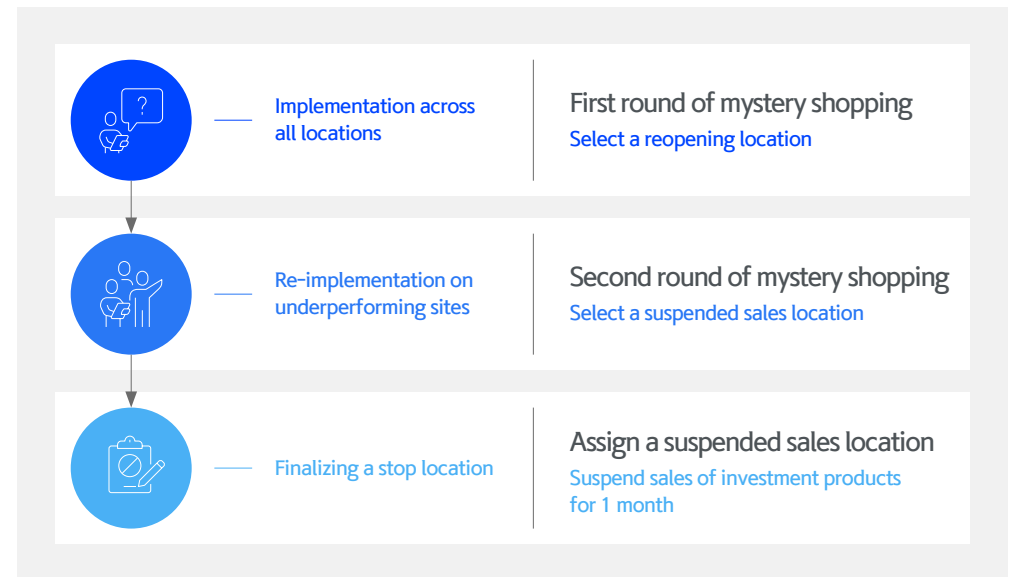 ?
Implementation across
all locations
First round of mystery shopping
Select a reopening location
Re-implementation on
underperforming sites
Second round of mystery shopping
Select a suspended sales location
Finalizing a stop location
Assign a suspended sales location
Suspend sales of investment products
for 1 month